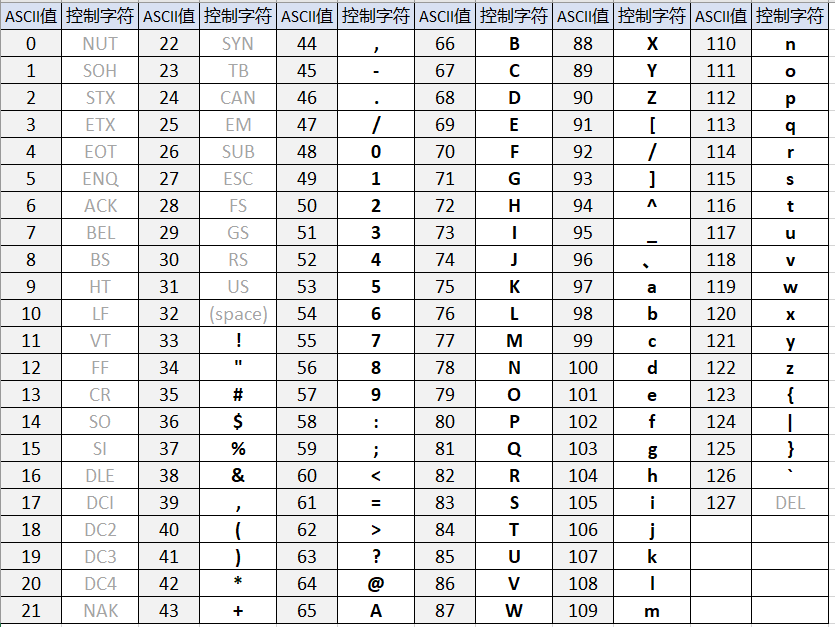 ASCII值 控制字符 ASCII值 控制字符 ASCII值 控制字符 ASCII值 控制字符 ASCII值 控制字符 ASCII值 控制字符
0 NUT 22 SYN 44 , 66 B 88 X 110 n
1 SOH 23 TB 45 - 67 C 89 Y 111 o
2 STX 24 CAN 46 . 68 D 90 Z 112 p
3 ETX 25 EM 47 / 69 E 91 [ 113 q
4 EOT 26 SUB 48 0 70 F 92 / 114 r
5 ENQ 27 ESC 49 1 71 G 93 ] 115 s
6 ACK 28 FS 50 2 72 H 94 ^ 116 t
7 BEL 29 GS 51 3 73 I 95 _ 117 u
8 BS 30 RS 52 4 74 J 96 、 118 v
9 HT 31 US 53 5 75 K 97 a 119 w
10 LF 32 (space) 54 6 76 L 98 b 120 x
11 VT 33 ! 55 7 77 M 99 c 121 y
12 FF 34 " 56 8 78 N 100 d 122 z
13 CR 35 # 57 9 79 O 101 e 123 {
14 SO 36 $ 58 : 80 P 102 f 124 |
15 SI 37 % 59 ; 81 Q 103 g 125 }
16 DLE 38 & 60 < 82 R 104 h 126 `
17 DCI 39 , 61 = 83 S 105 i 127 DEL
18 DC2 40 ( 62 > 84 T 106 j
19 DC3 41 ) 63 ? 85 U 107 k
20 DC4 42 * 64 @ 86 V 108 l
21 NAK 43 + 65 A 87 W 109 m